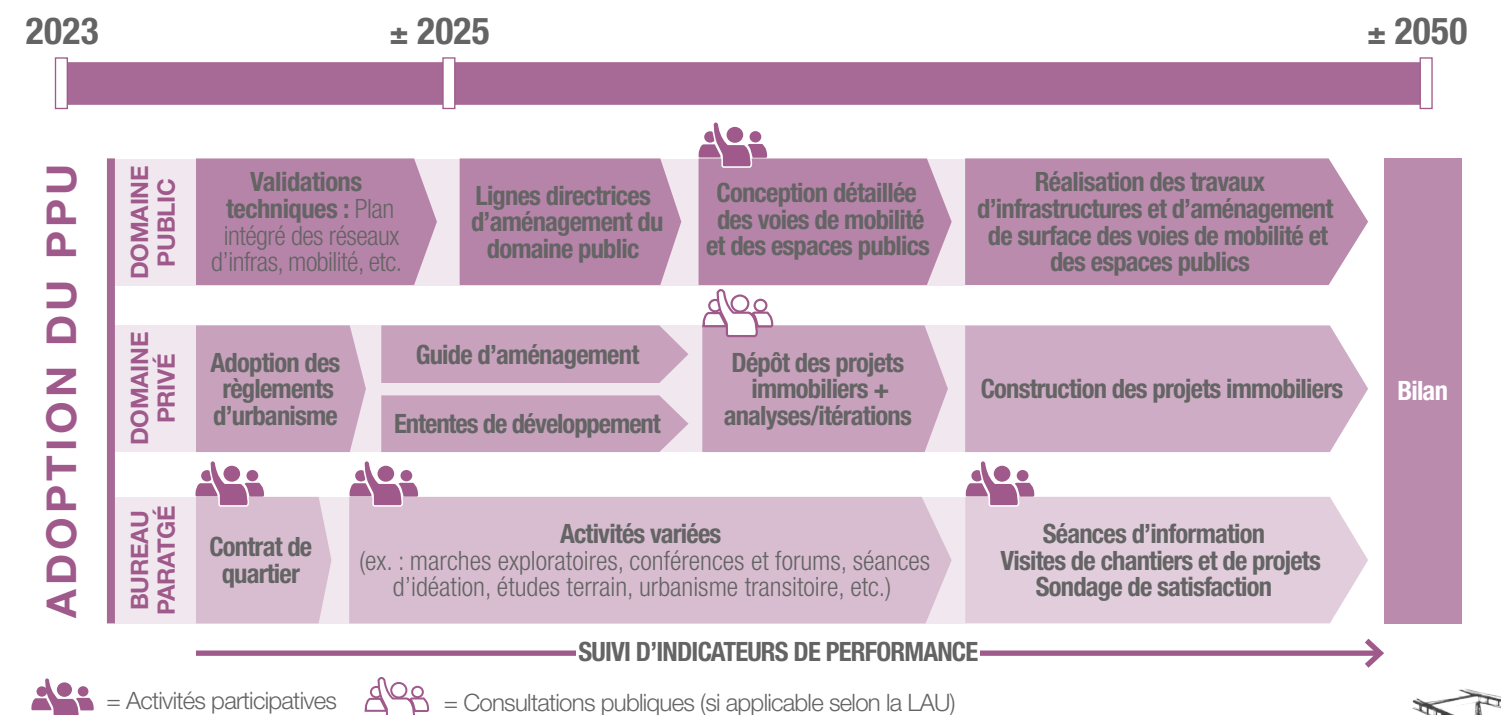 2023
± 2025
± 2050
ADOPTION DU PPU
DOMAINE
PUBLIC
Validations
techniques : Plan
intégré des réseaux
d'infras, mobilité, etc.
Lignes directrices
d'aménagement du
domaine public
Conception détaillée
des voies de mobilité
et des espaces publics
Réalisation des travaux
d'infrastructures et d'aménagement
de surface des voies de mobilité et
des espaces publics
DOMAINE
PRIVÉ
Adoption des
règlements
d'urbanisme
Guide d'aménagement
Ententes de développement
Dépôt des projets
immobiliers +
analyses/itérations
Construction des projets immobiliers
Bilan
BUREAU
PARATGÉ
Contrat de
quartier
Activités variées
(ex. : marches exploratoires, conférences et forums, séances
d'idéation, études terrain, urbanisme transitoire, etc.)
Séances d'information
Visites de chantiers et de projets
Sondage de satisfaction
SUIVI D'INDICATEURS DE PERFORMANCE
= Activités participatives
= Consultations publiques (si applicable selon la LAU)